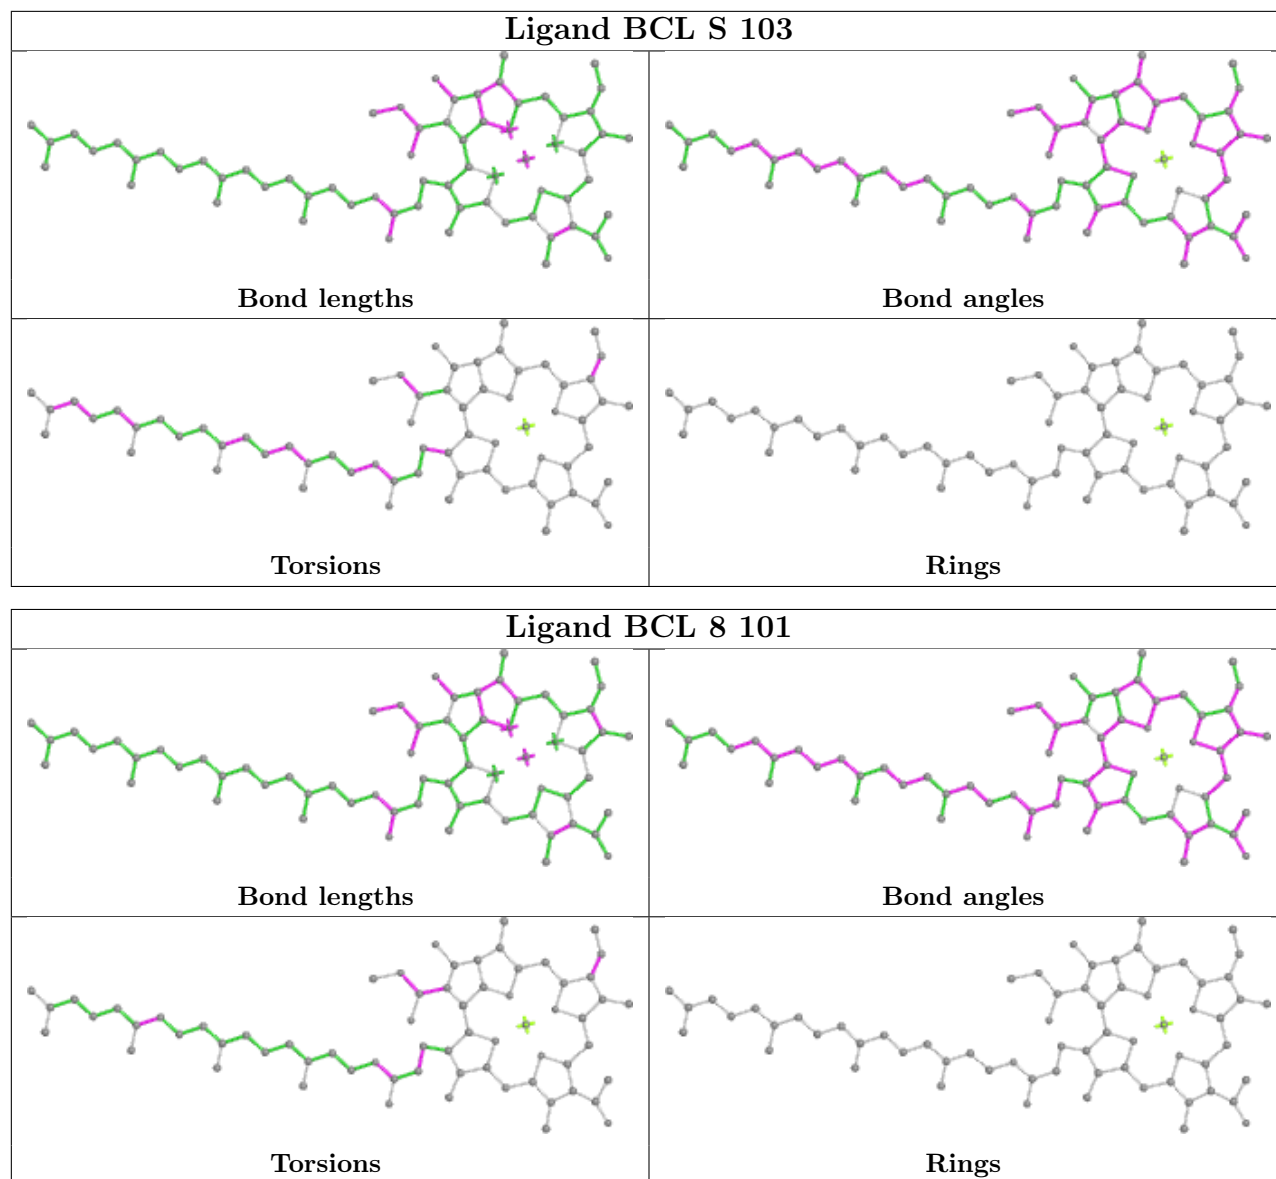 Ligand BCL S 103
Bond lengths
Bond angles
Torsions
Rings
Ligand BCL 8 101
Bond lengths
Bond angles
Torsions
Rings